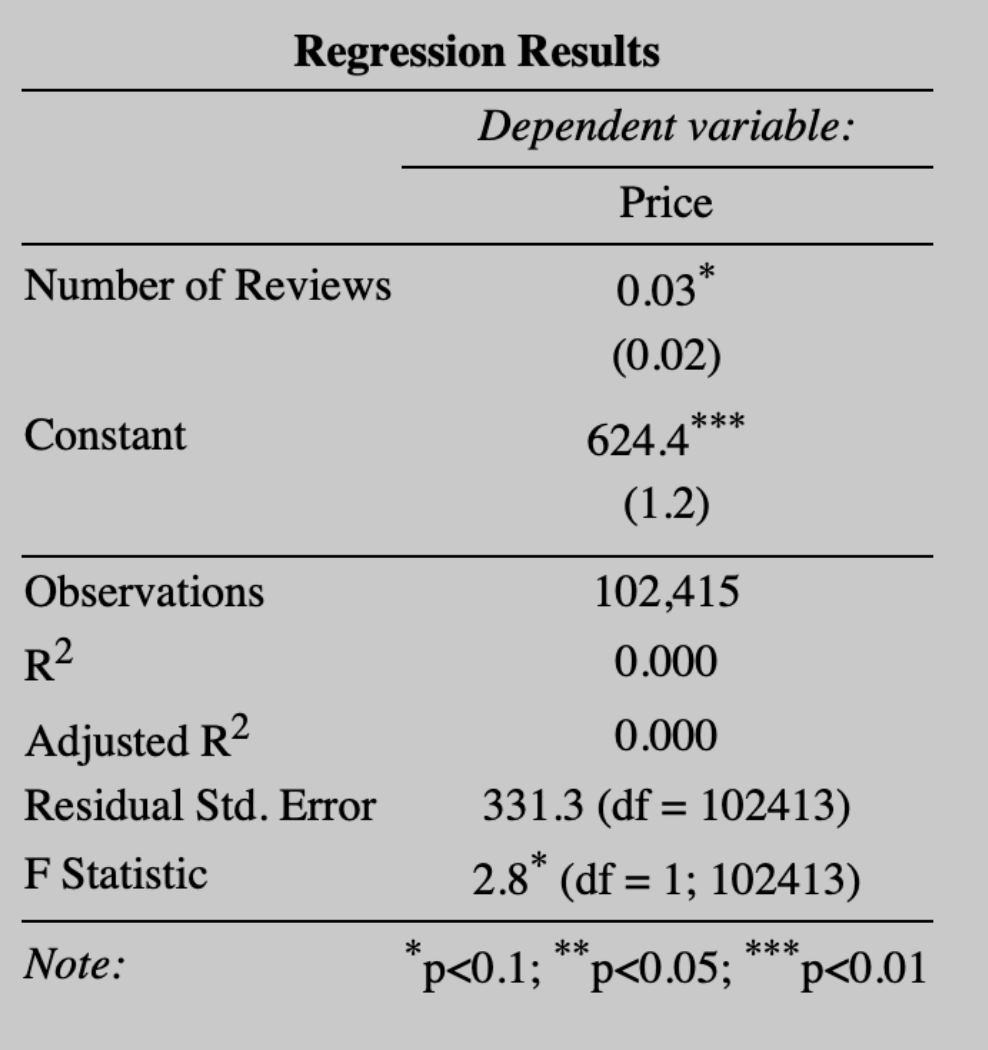 Regression Results
Dependent variable:
Price
Number of Reviews 0.03*
(0.02)
Constant 624.4***
(1.2)
Observations 102,415
R2 0.000
Adjusted R2 0.000
Residual Std. Error 331.3 (df = 102413)
F Statistic 2.8* (df = 1; 102413)
Note: *p<0.1; **p<0.05; ***p<0.01